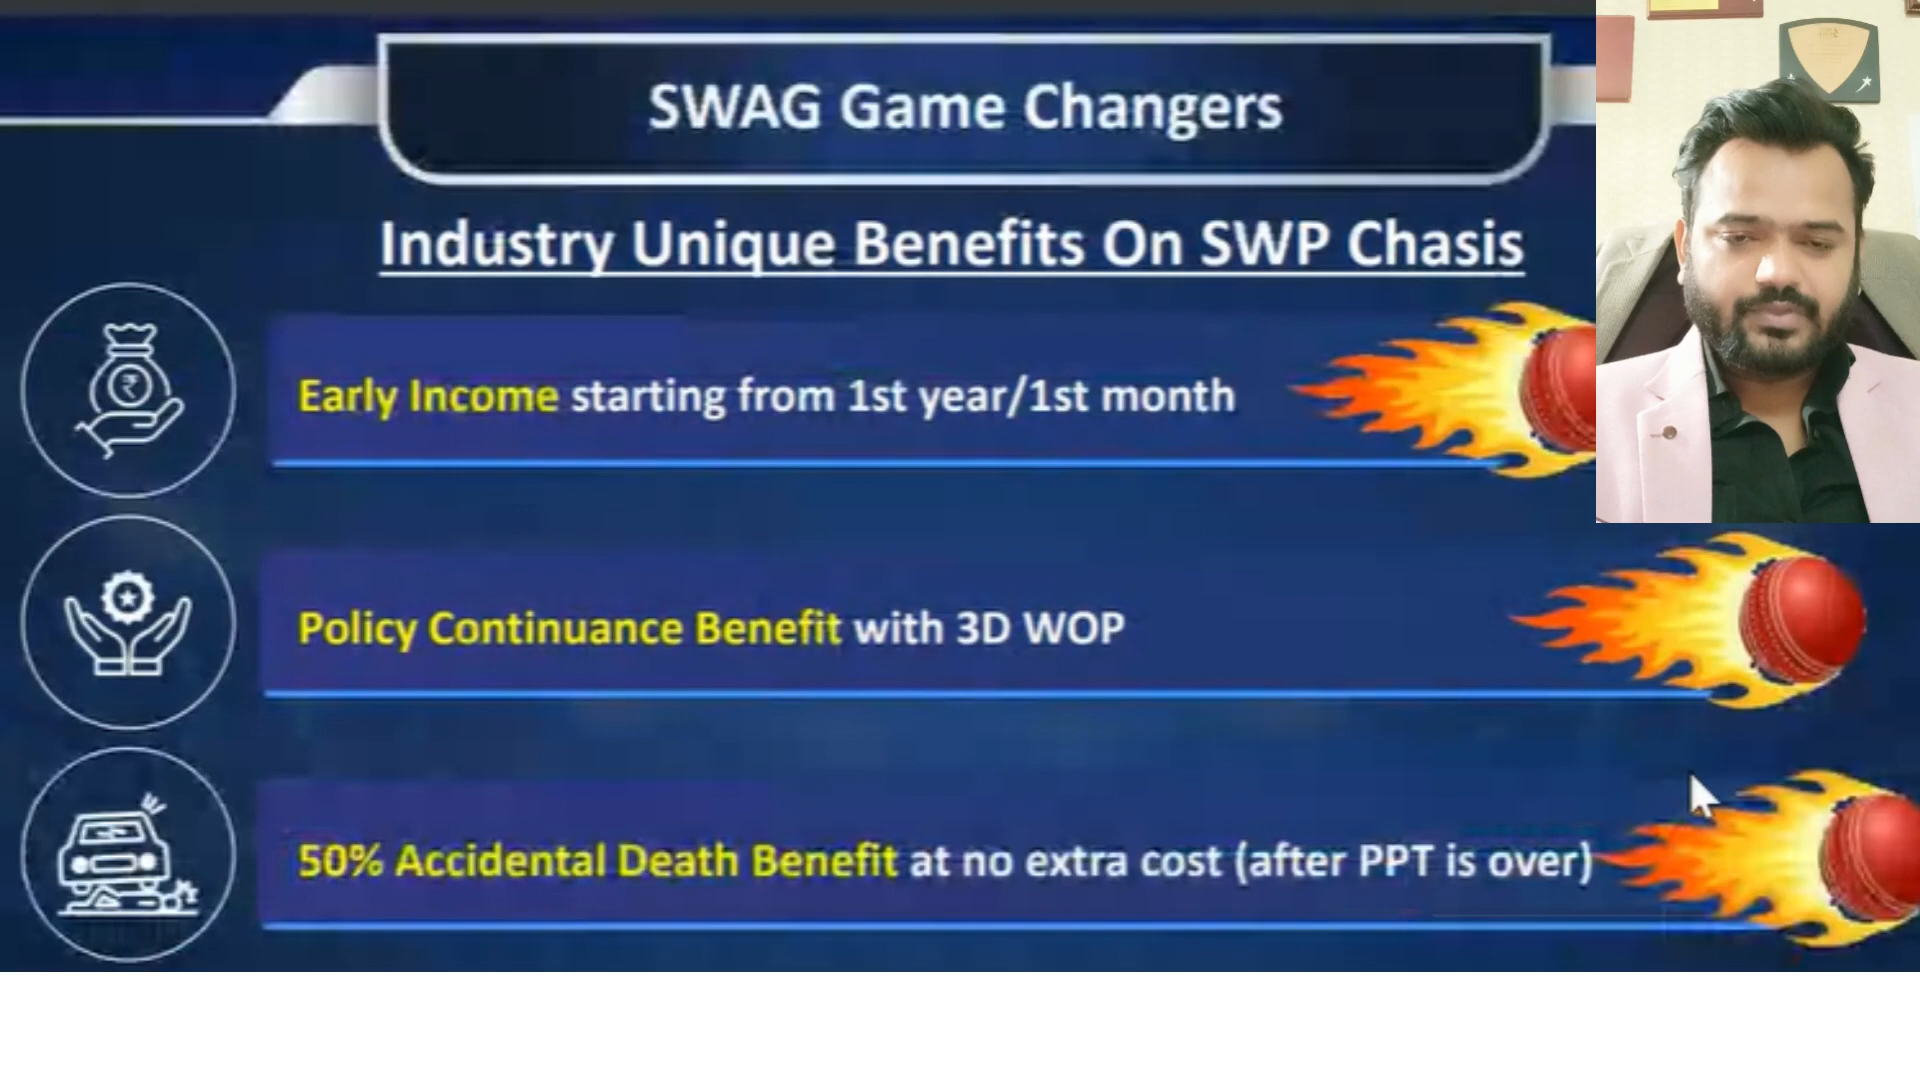 SWAG Game Changers
Industry Unique Benefits On SWP Chasis
Early Income starting from 1st year/1st month
Policy Continuance Benefit with 3D WOP
50% Accidental Death Benefit at no extra cost (after PPT is over)